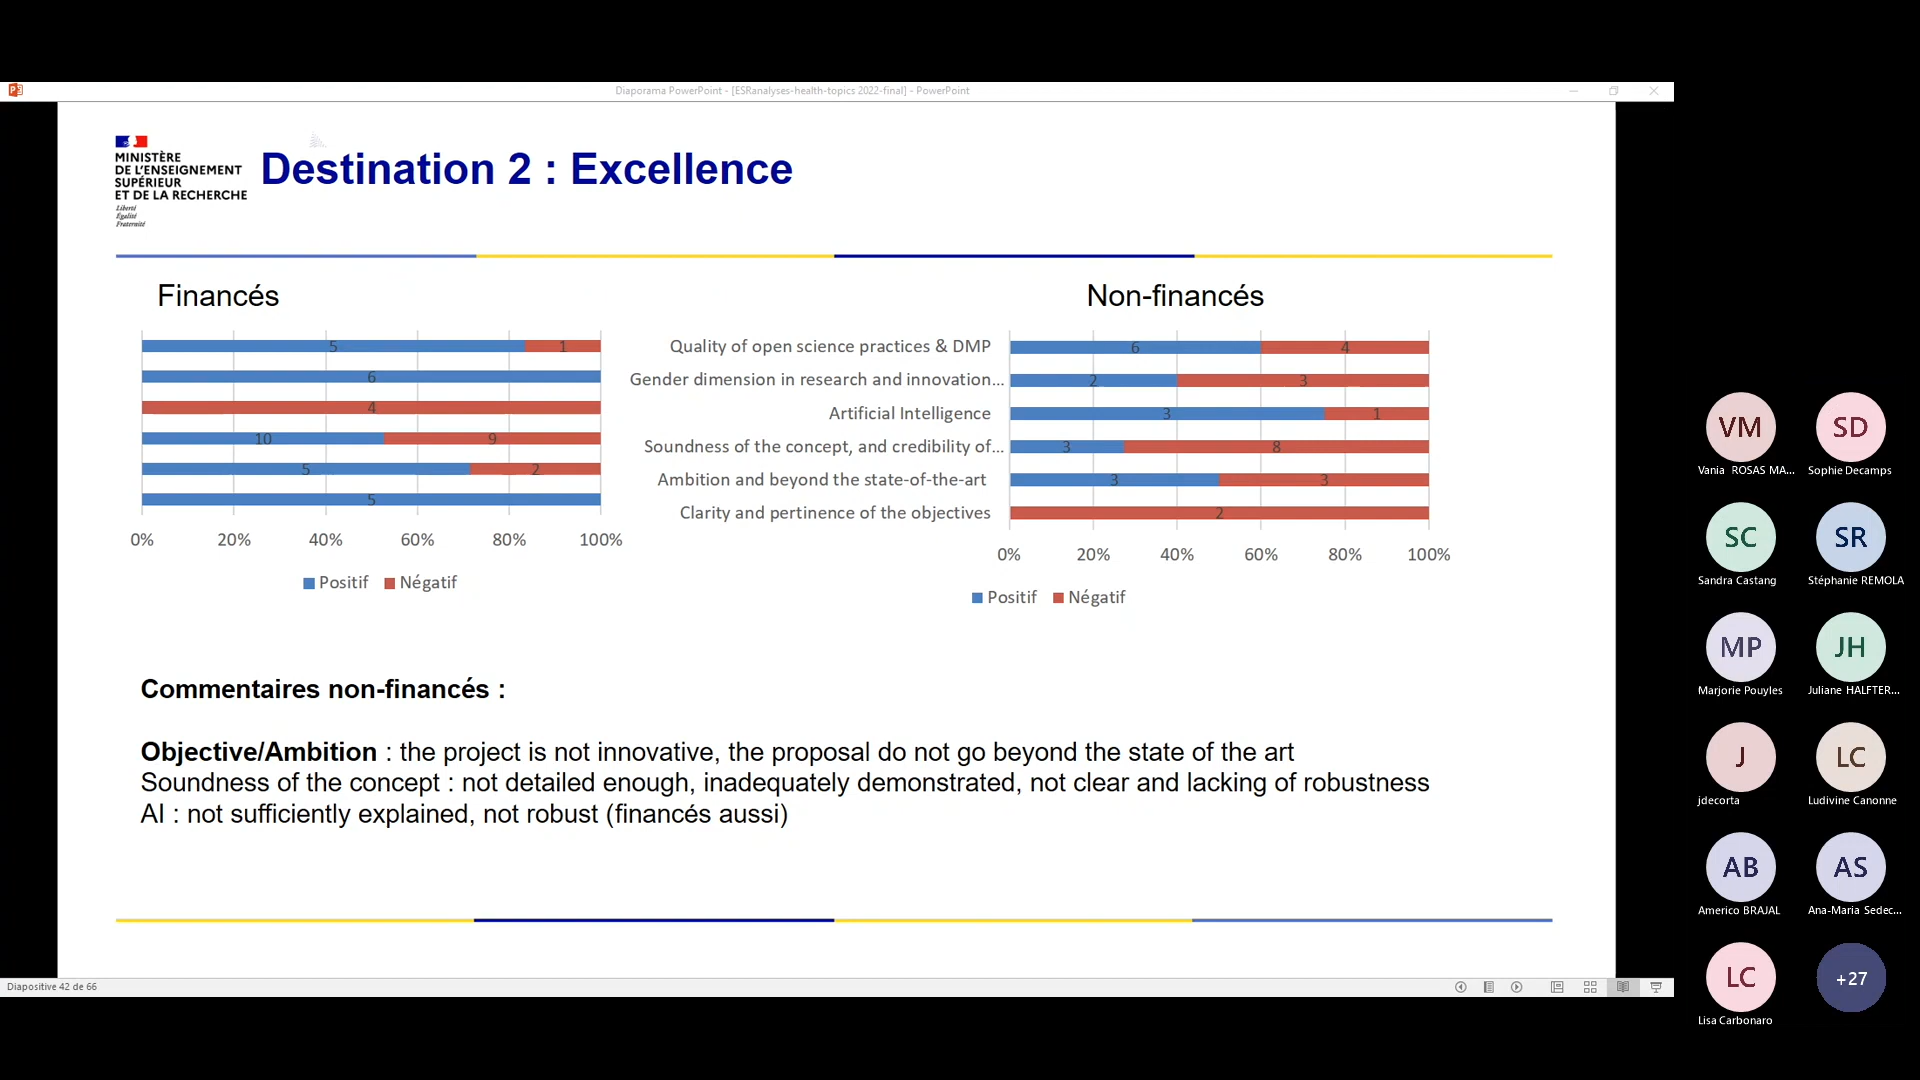 Diaporama PowerPoint - [ESRanalyses-health-topics 2022-final] - PowerPoint
MINISTÈRE
DE L'ENSEIGNEMENT
SUPÉRIEUR
ET DE LA RECHERCHE
Liberté
Égalité
Fraternité
Destination 2 : Excellence
Financés
5 1
6
4
10 9
5 2
5
0% 20% 40% 60% 80% 100%
Positif Négatif
Non-financés
Quality of open science practices & DMP 6 4
Gender dimension in research and innovation... 2 3
Artificial Intelligence 3 1
Soundness of the concept, and credibility of... 3 8
Ambition and beyond the state-of-the-art 3 3
Clarity and pertinence of the objectives 2
0% 20% 40% 60% 80% 100%
Positif Négatif
Commentaires non-financés :
Objective/Ambition : the project is not innovative, the proposal do not go beyond the state of the art
Soundness of the concept : not detailed enough, inadequately demonstrated, not clear and lacking of robustness
AI : not sufficiently explained, not robust (financés aussi)
Diapositive 42 de 66
VM SD
Vania ROSAS MA... Sophie Decamps
SC SR
Sandra Castang Stéphanie REMOLA
MP JH
Marjorie Pouyles Juliane HALFTER...
J LC
jdecorta Ludivine Canonne
AB AS
Americo BRAJAL Ana-Maria Sedec...
LC +27
Lisa Carbonaro